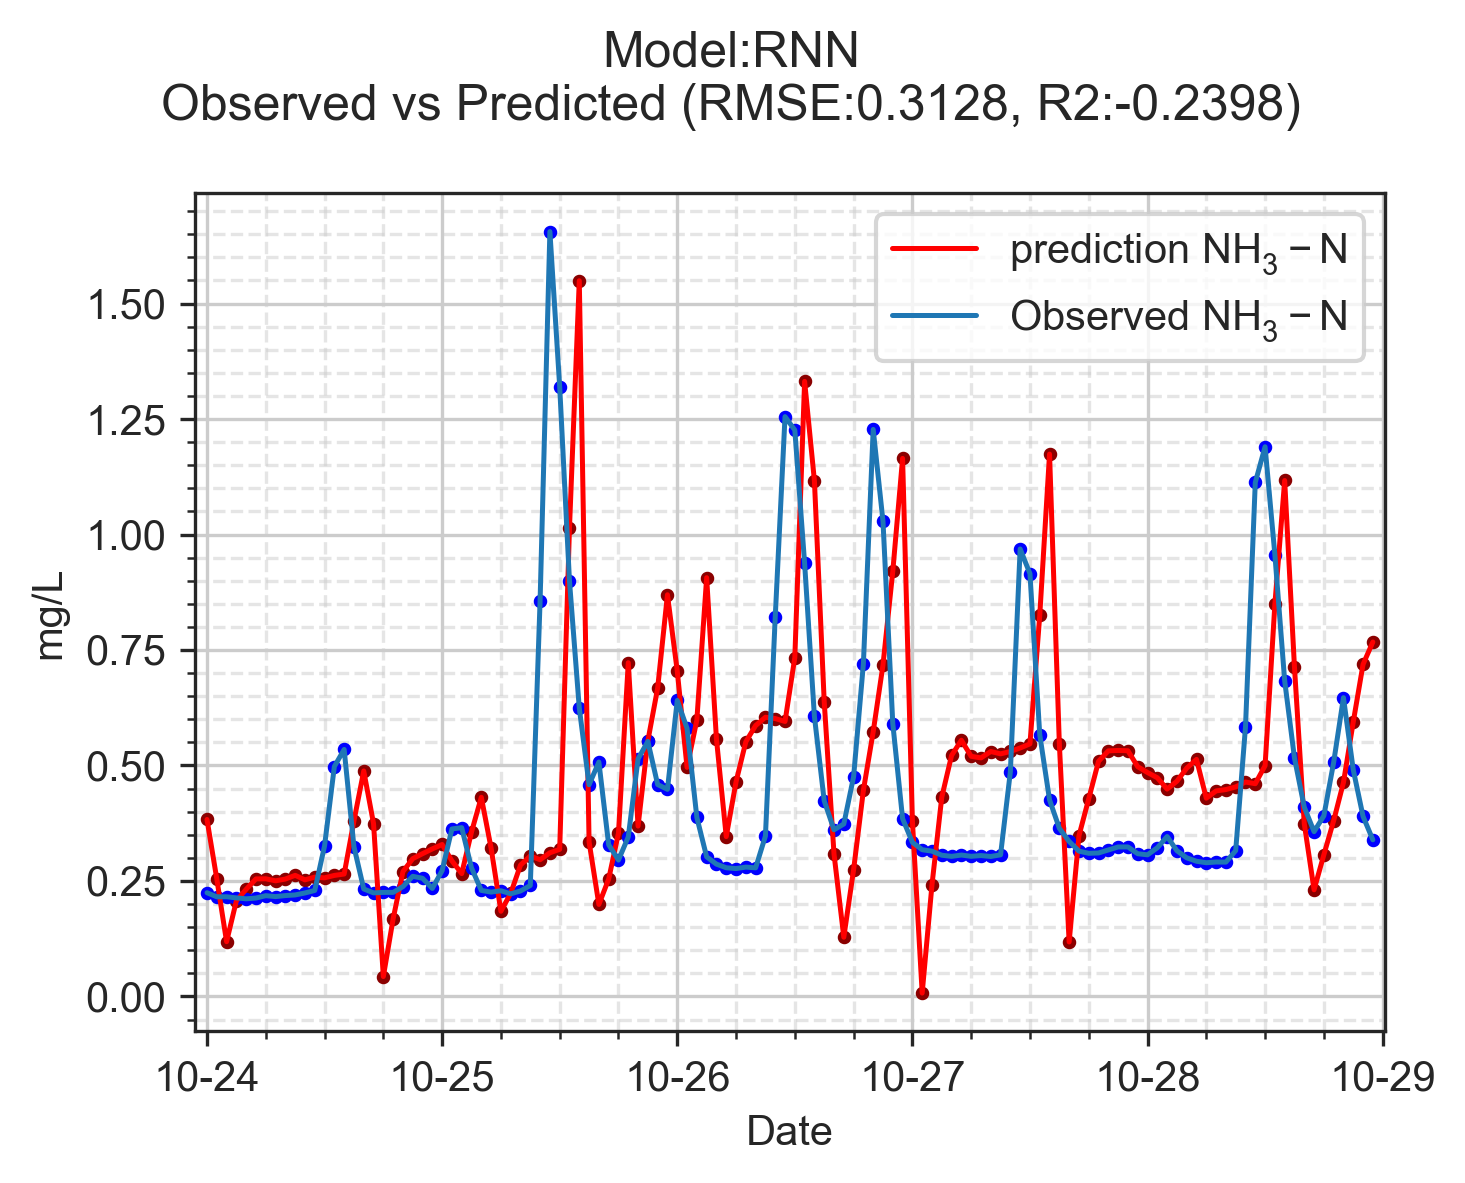 Model:RNN
Observed vs Predicted (RMSE:0.3128, R2:-0.2398)
prediction NH₃ − N
Observed NH₃ − N
1.50
1.25
1.00
0.75
0.50
0.25
0.00
mg/L
10-24 10-25 10-26 10-27 10-28 10-29
Date